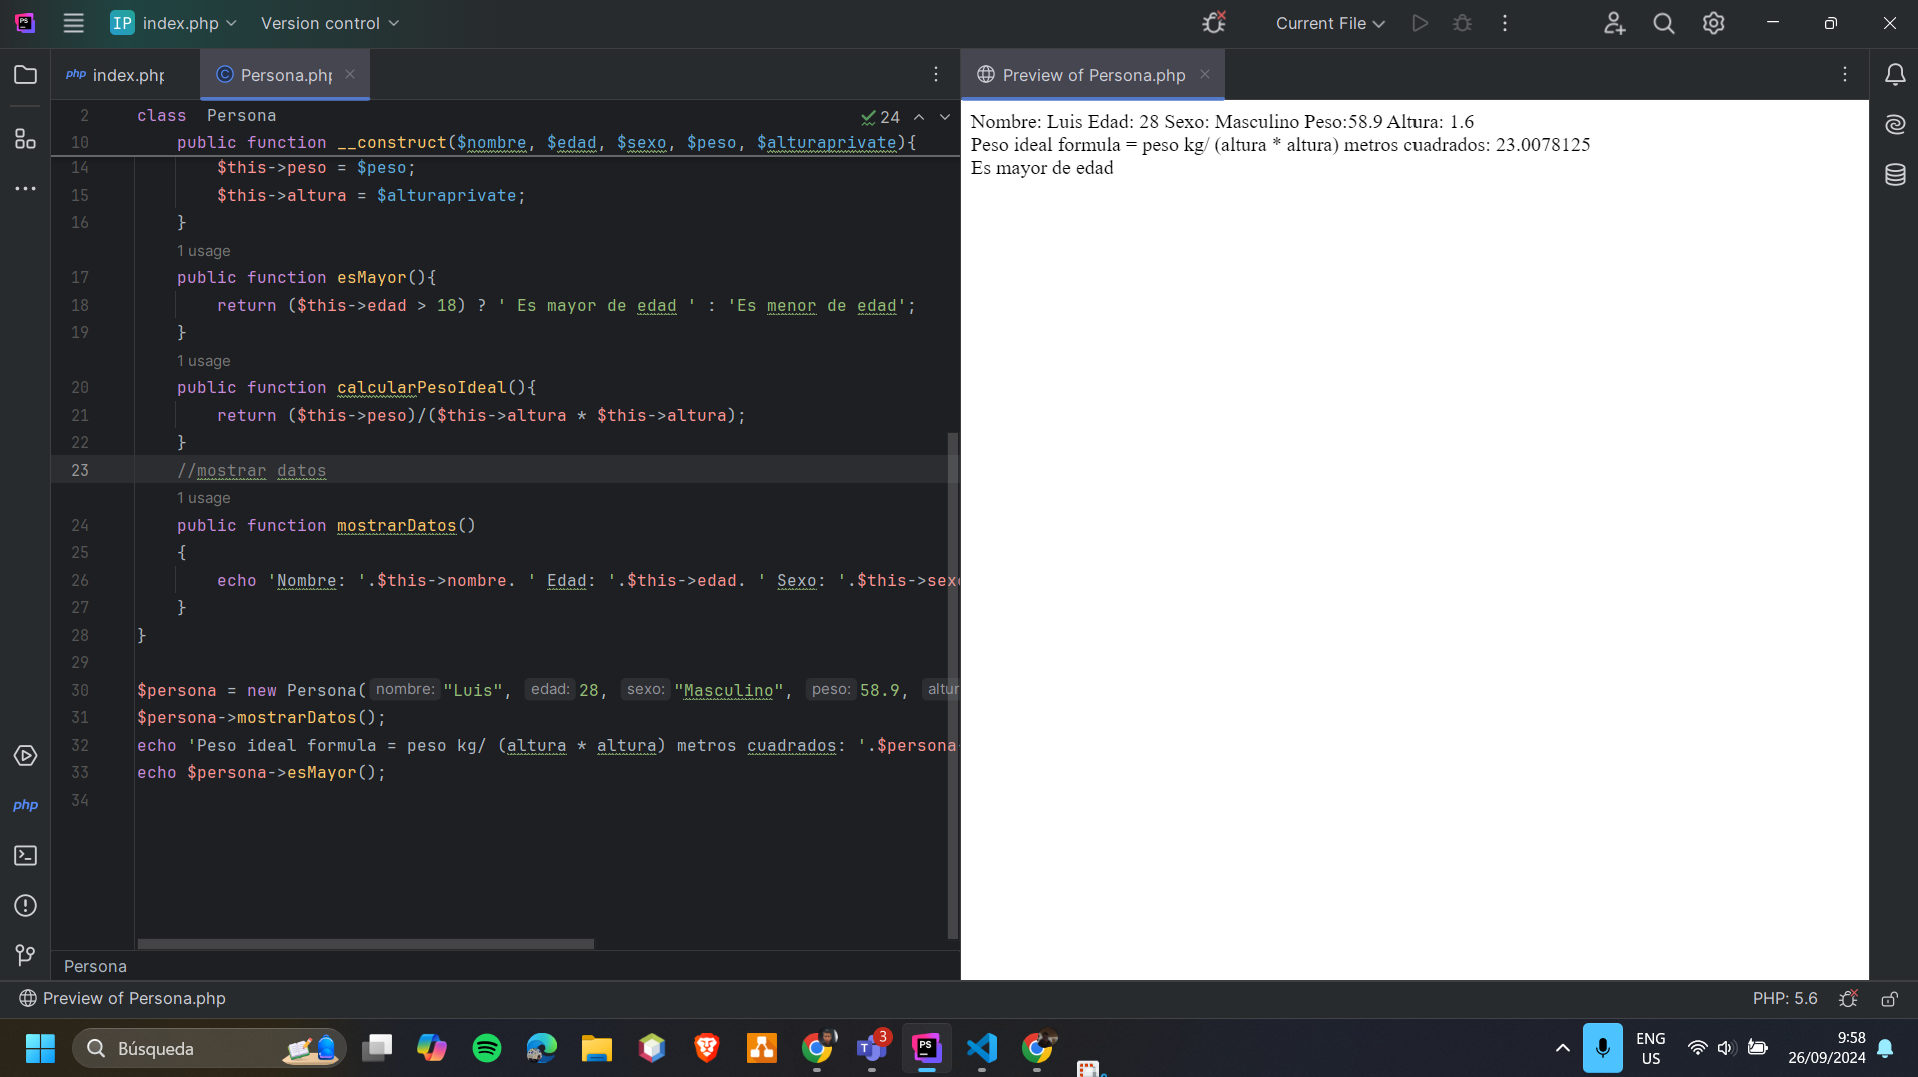 PS
IP index.php
Version control
Current File
php index.php
C Persona.php
Preview of Persona.php
24
2 class Persona
10 public function __construct($nombre, $edad, $sexo, $peso, $alturaprivate){
14 $this->peso = $peso;
15 $this->altura = $alturaprivate;
16 }
1 usage
17 public function esMayor(){
18 return ($this->edad > 18) ? ' Es mayor de edad ' : 'Es menor de edad';
19 }
1 usage
20 public function calcularPesoIdeal(){
21 return ($this->peso)/($this->altura * $this->altura);
22 }
23 //mostrar datos
1 usage
24 public function mostrarDatos()
25 {
26 echo 'Nombre: '.$this->nombre. ' Edad: '.$this->edad. ' Sexo: '.$this->sexo
27 }
28 }
29
30 $persona = new Persona( nombre: "Luis", edad: 28, sexo: "Masculino", peso: 58.9, altur
31 $persona->mostrarDatos();
32 echo 'Peso ideal formula = peso kg/ (altura * altura) metros cuadrados: '.$persona-
33 echo $persona->esMayor();
34
Nombre: Luis Edad: 28 Sexo: Masculino Peso:58.9 Altura: 1.6
Peso ideal formula = peso kg/ (altura * altura) metros cuadrados: 23.0078125
Es mayor de edad
php
Persona
Preview of Persona.php
PHP: 5.6
Búsqueda
3
PS
ENG
US
9:58
26/09/2024